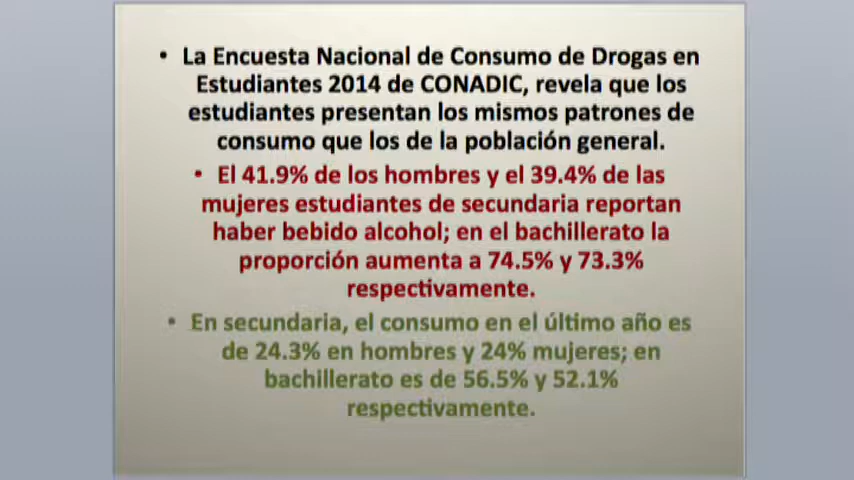 • La Encuesta Nacional de Consumo de Drogas en
Estudiantes 2014 de CONADIC, revela que los
estudiantes presentan los mismos patrones de
consumo que los de la población general.
• El 41.9% de los hombres y el 39.4% de las
mujeres estudiantes de secundaria reportan
haber bebido alcohol; en el bachillerato la
proporción aumenta a 74.5% y 73.3%
respectivamente.
• En secundaria, el consumo en el último año es
de 24.3% en hombres y 24% mujeres; en
bachillerato es de 56.5% y 52.1%
respectivamente.